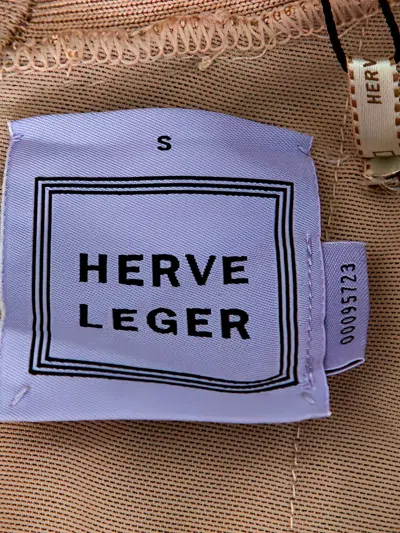 S
HERVE
LEGER
00095723
HERV